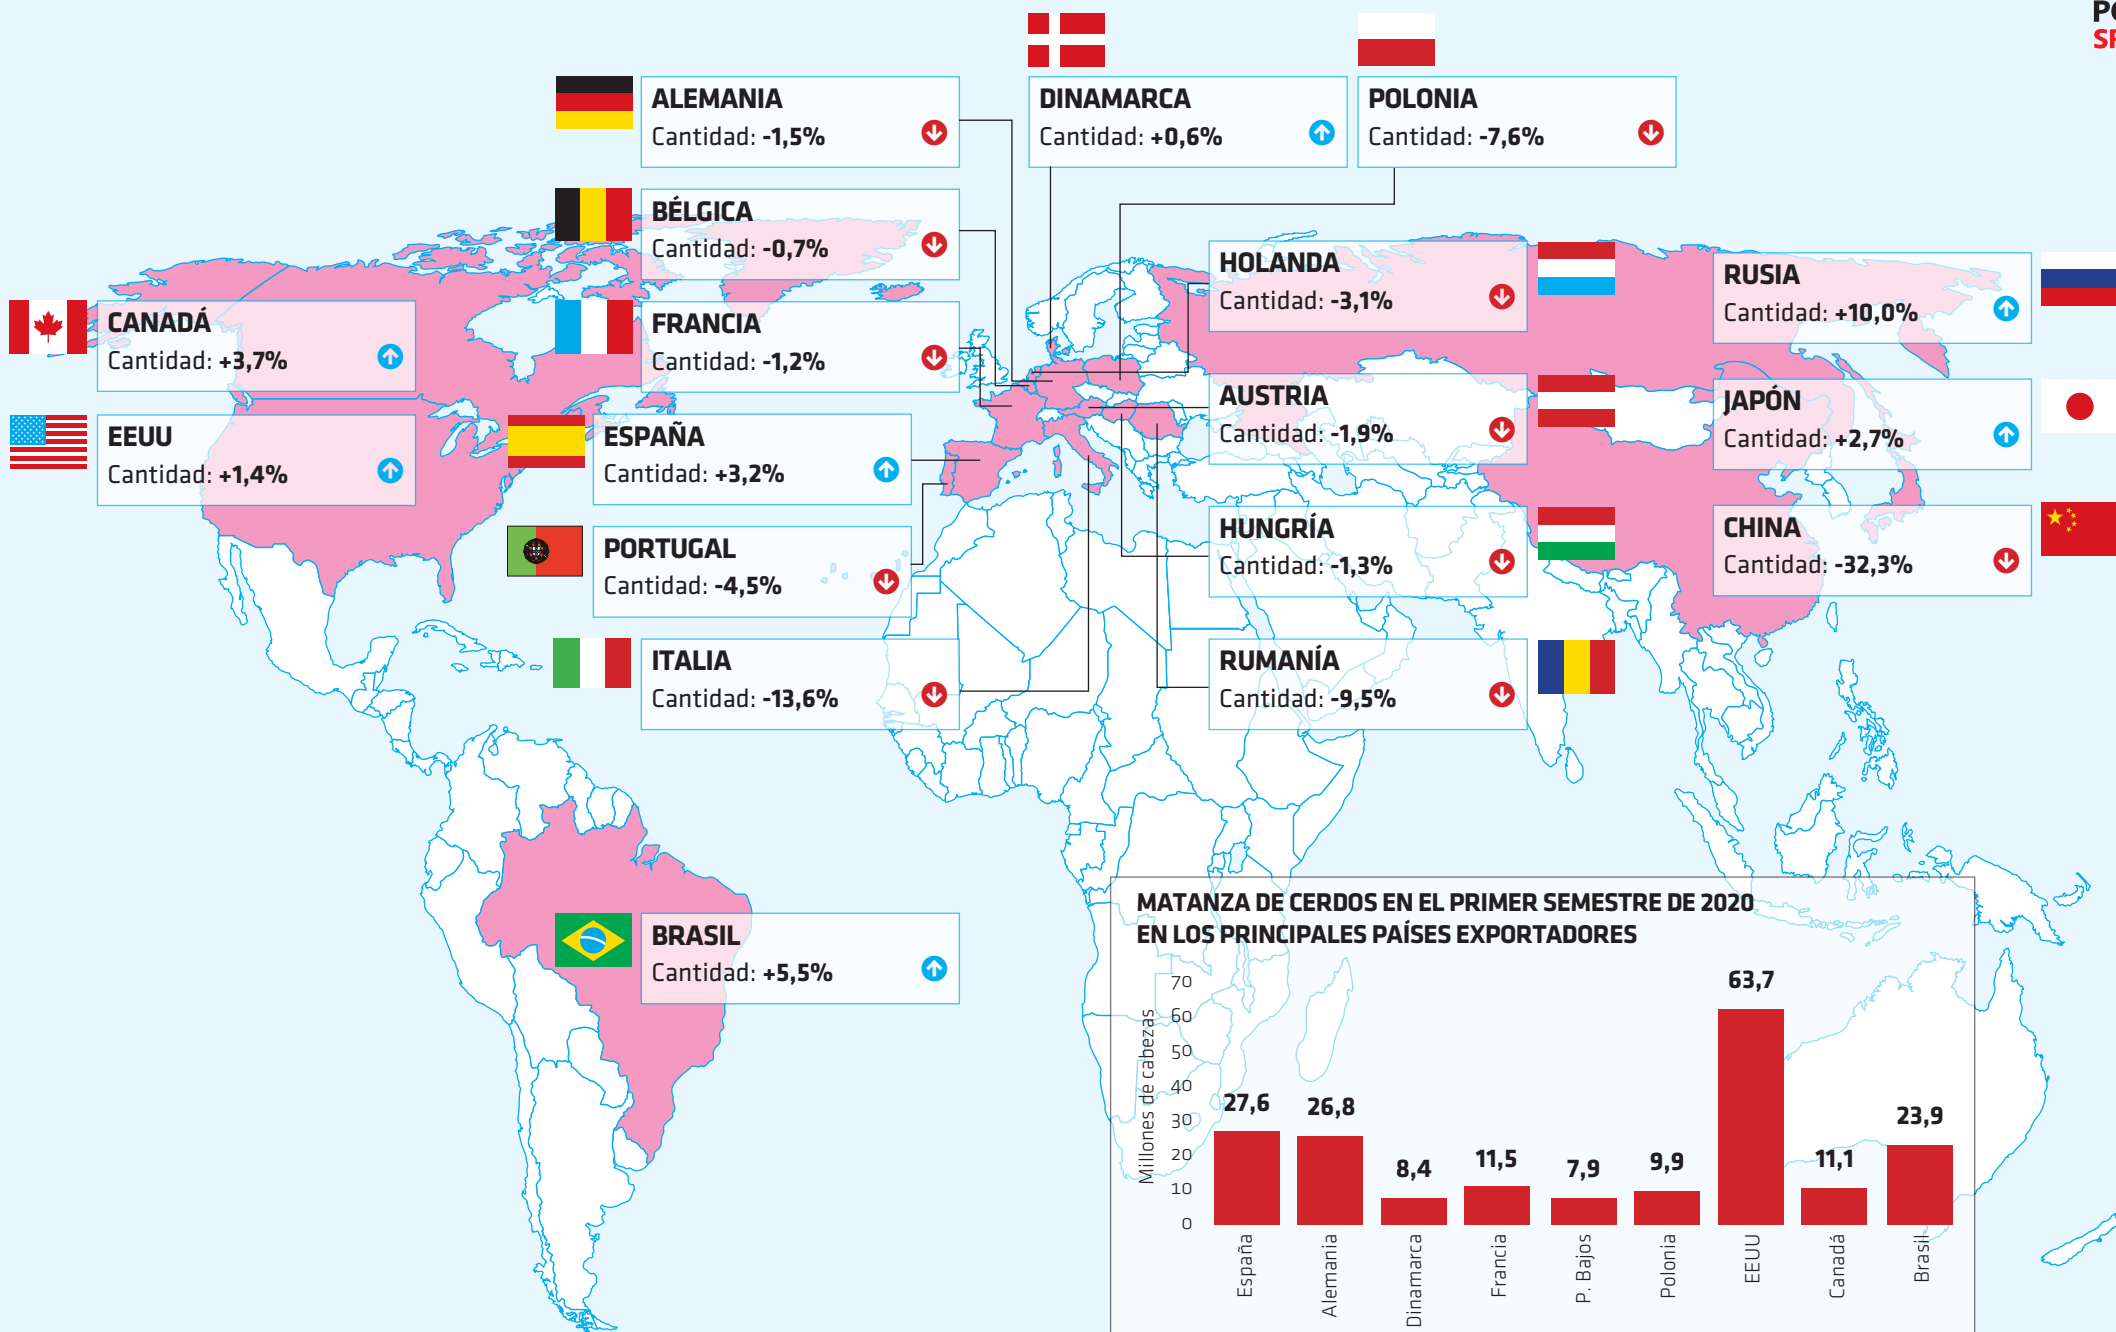 ALEMANIA
Cantidad: -1,5%
DINAMARCA
Cantidad: +0,6%
POLONIA
Cantidad: -7,6%
BÉLGICA
Cantidad: -0,7%
HOLANDA
Cantidad: -3,1%
RUSIA
Cantidad: +10,0%
CANADÁ
Cantidad: +3,7%
FRANCIA
Cantidad: -1,2%
AUSTRIA
Cantidad: -1,9%
JAPÓN
Cantidad: +2,7%
EEUU
Cantidad: +1,4%
ESPAÑA
Cantidad: +3,2%
HUNGRÍA
Cantidad: -1,3%
CHINA
Cantidad: -32,3%
PORTUGAL
Cantidad: -4,5%
ITALIA
Cantidad: -13,6%
RUMANÍA
Cantidad: -9,5%
BRASIL
Cantidad: +5,5%
MATANZA DE CERDOS EN EL PRIMER SEMESTRE DE 2020
EN LOS PRINCIPALES PAÍSES EXPORTADORES
Millones de cabezas
70
60
50
40
30
20
10
0
27,6
26,8
8,4
11,5
7,9
9,9
63,7
11,1
23,9
España
Alemania
Dinamarca
Francia
P. Bajos
Polonia
EEUU
Canadá
Brasil